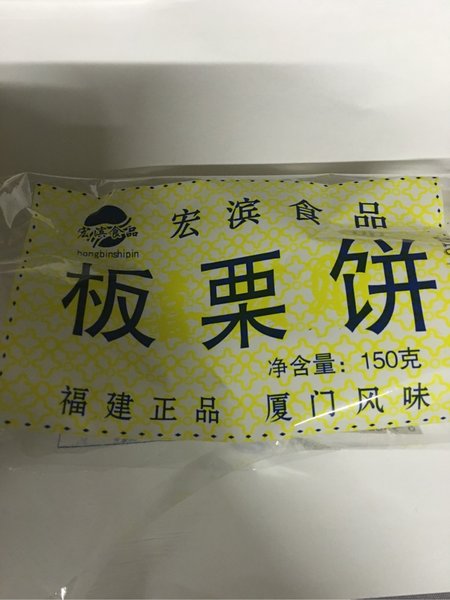 宏滨食品
宏滨食品
hongbinshipin
板栗饼
净含量：150克
福建正品 厦门风味